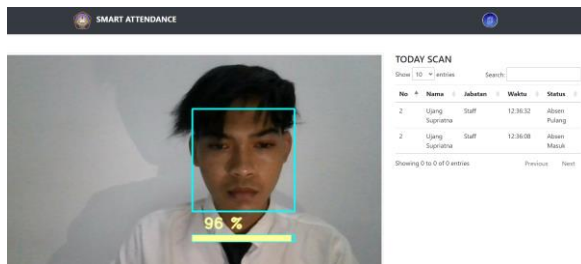 SMART ATTENDANCE
TODAY SCAN
Show 10 entries Search:
No Nama Jabatan Waktu Status
2 Ujang Supriatna Staff 12:36:32 Absen Pulang
2 Ujang Supriatna Staff 12:36:08 Absen Masuk
Showing 0 to 0 of 0 entries Previous Next
96 %